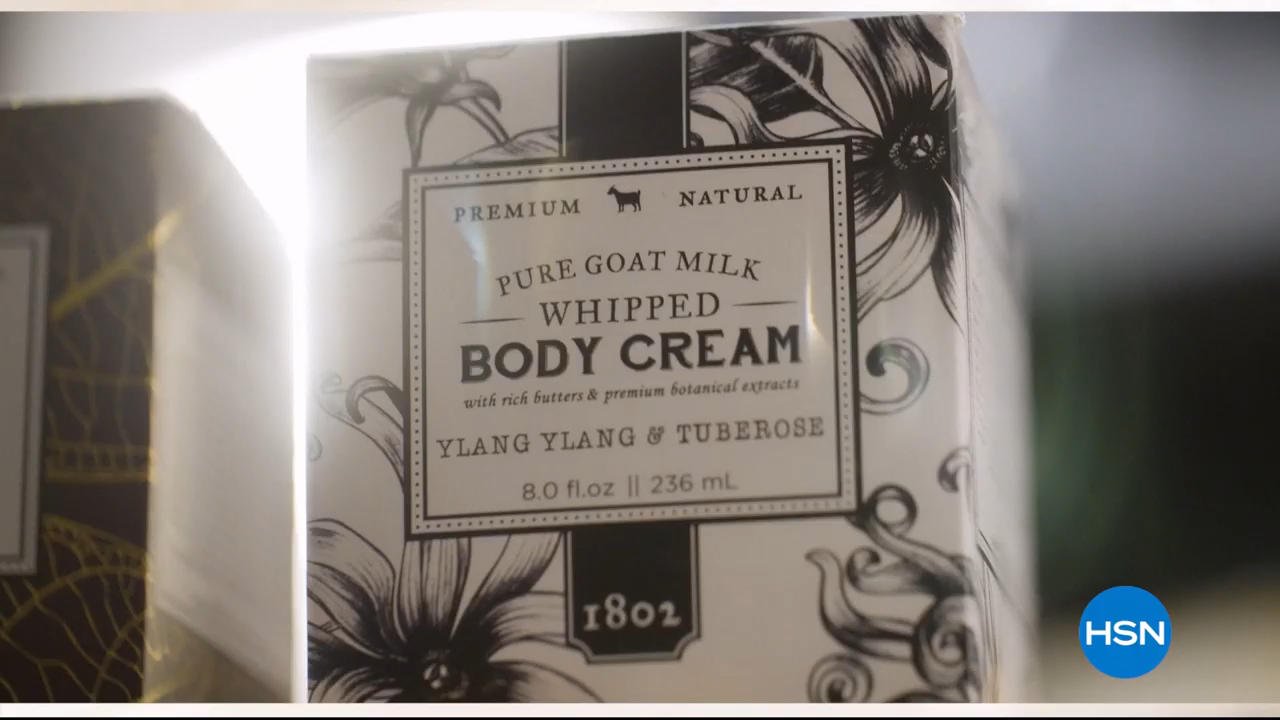 PREMIUM NATURAL
PURE GOAT MILK
WHIPPED
BODY CREAM
with rich butters & premium botanical extracts
YLANG YLANG & TUBEROSE
8.0 fl.oz || 236 mL
1802
HSN